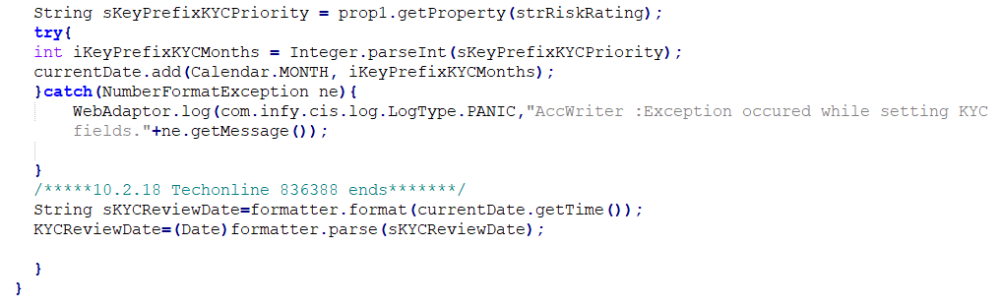 String sKeyPrefixKYCPriority = prop1.getProperty(strRiskRating);
try{
int iKeyPrefixKYCMonths = Integer.parseInt(sKeyPrefixKYCPriority);
currentDate.add(Calendar.MONTH, iKeyPrefixKYCMonths);
}catch(NumberFormatException ne){
WebAdaptor.log(com.infy.cis.log.LogType.PANIC,"AccWriter :Exception occured while setting KYC
fields."+ne.getMessage());
}
/*****10.2.18 Techonline 836388 ends*******/
String sKYCReviewDate=formatter.format(currentDate.getTime());
KYCReviewDate=(Date)formatter.parse(sKYCReviewDate);
}
}